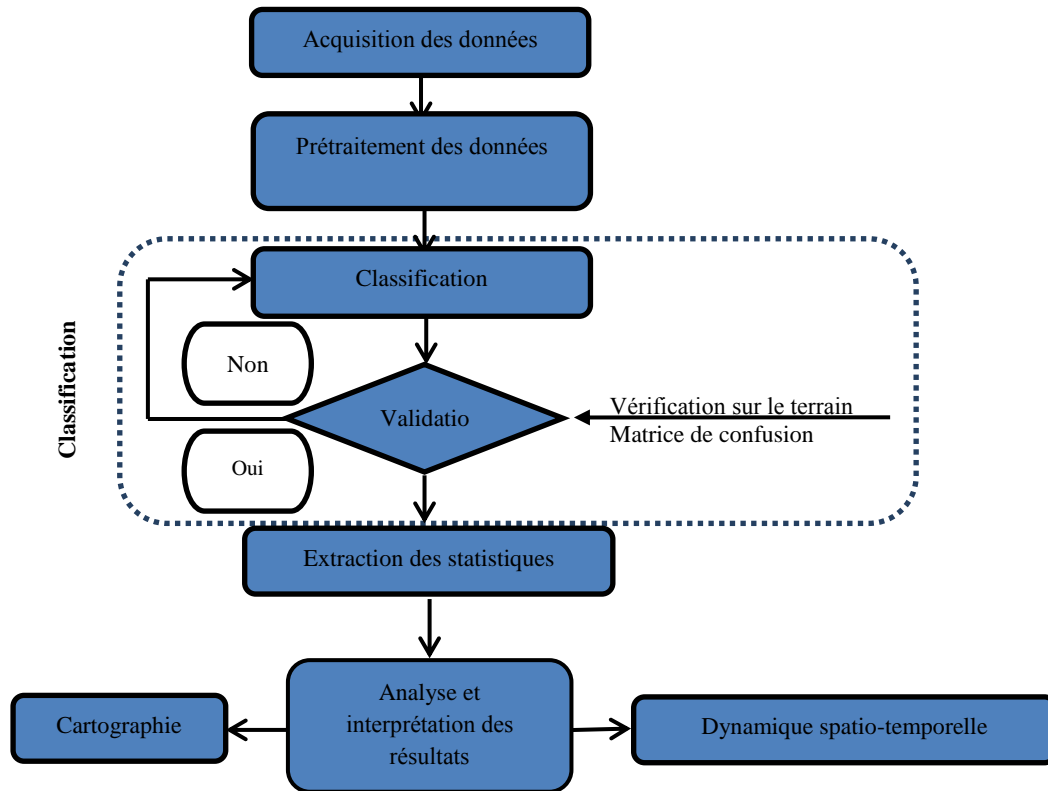 Acquisition des données
Prétraitement des données
Classification
Classification
Non
Validatio
Vérification sur le terrain
Matrice de confusion
Oui
Extraction des statistiques
Analyse et
interprétation des
résultats
Cartographie
Dynamique spatio-temporelle